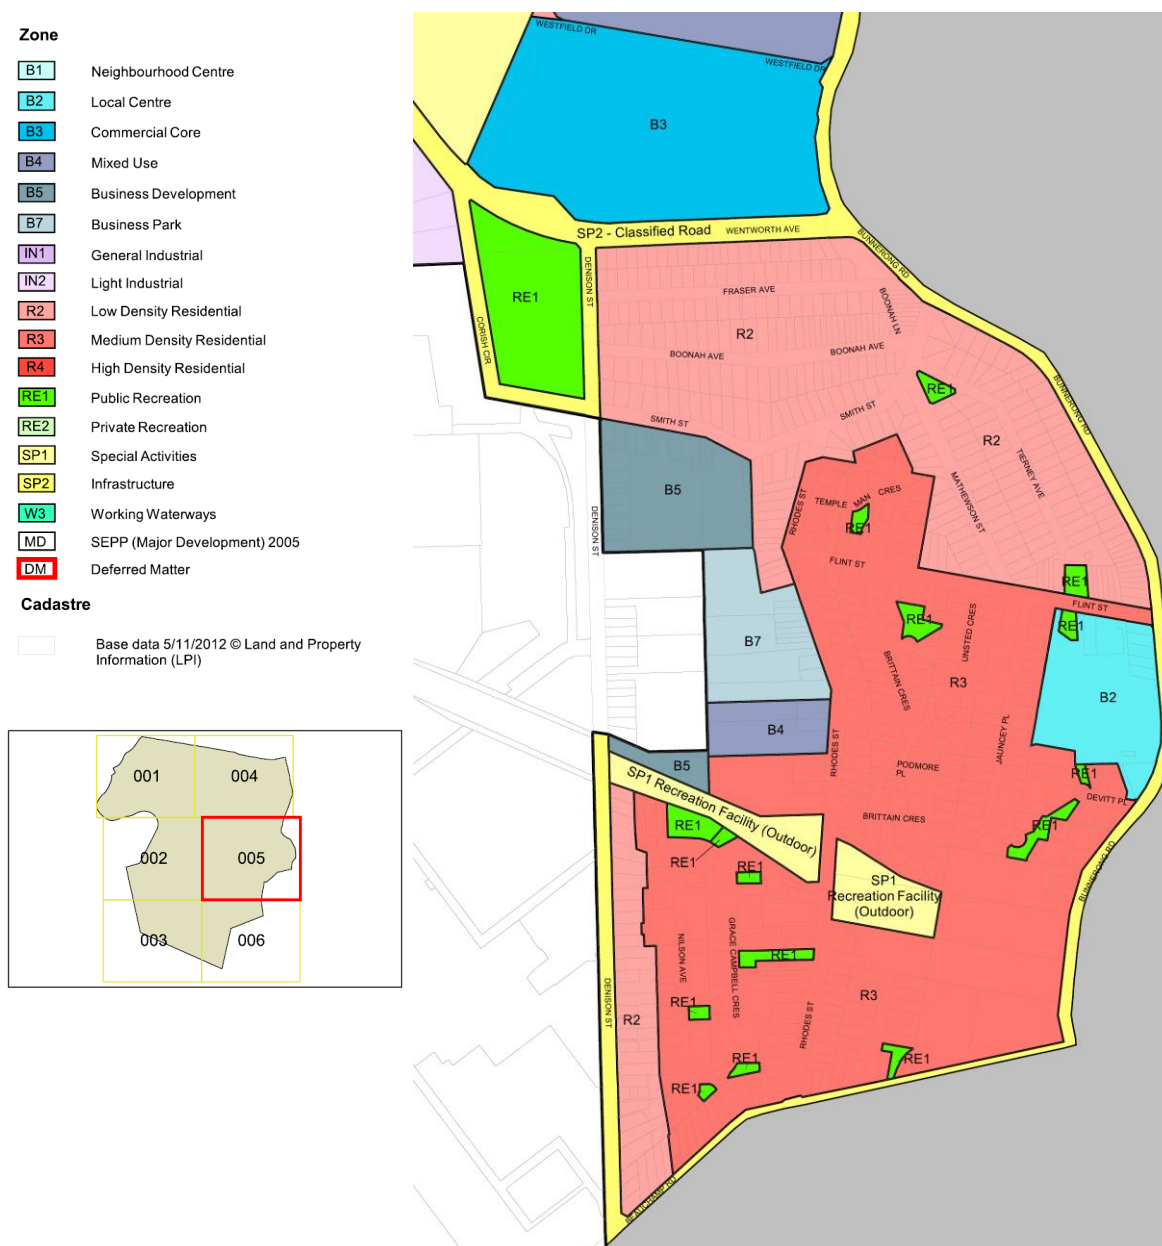 Zone
B1 Neighbourhood Centre
B2 Local Centre
B3 Commercial Core
B4 Mixed Use
B5 Business Development
B7 Business Park
IN1 General Industrial
IN2 Light Industrial
R2 Low Density Residential
R3 Medium Density Residential
R4 High Density Residential
RE1 Public Recreation
RE2 Private Recreation
SP1 Special Activities
SP2 Infrastructure
W3 Working Waterways
MD SEPP (Major Development) 2005
DM Deferred Matter
Cadastre
Base data 5/11/2012 © Land and Property
Information (LPI)
001
004
002
005
003
006
WESTFIELD DR
WESTFIELD DR
B3
SP2 - Classified Road
WENTWORTH AVE
BUNNERONG RD
DENISON ST
RE1
CORISH CIR
FRASER AVE
BOONAH LN
R2
BOONAH AVE
BOONAH AVE
RE1
BUNNERONG RD
SMITH ST
SMITH ST
R2
TIERNEY AVE
MATHEWSON ST
B5
RHODES ST
TEMPLE MAN CRES
RE1
DENISON ST
FLINT ST
RE1
FLINT ST
RE1
RE1
UNSTED CRES
B7
BRITTAIN CRES
R3
B2
JAUNCEY PL
B4
RHODES ST
B5
PODMORE
PL
RE1
DEVITT PL
SP1 Recreation Facility (Outdoor)
BRITTAIN CRES
RE1
RE1
RE1
RE1
BUNNERONG RD
SP1
Recreation Facility
(Outdoor)
NILSON AVE
GRACE CAMPBELL CRES
RE1
DENISON ST
R3
RE1
R2
RHODES ST
RE1
RE1
RE1
BEAUCHAMP RD